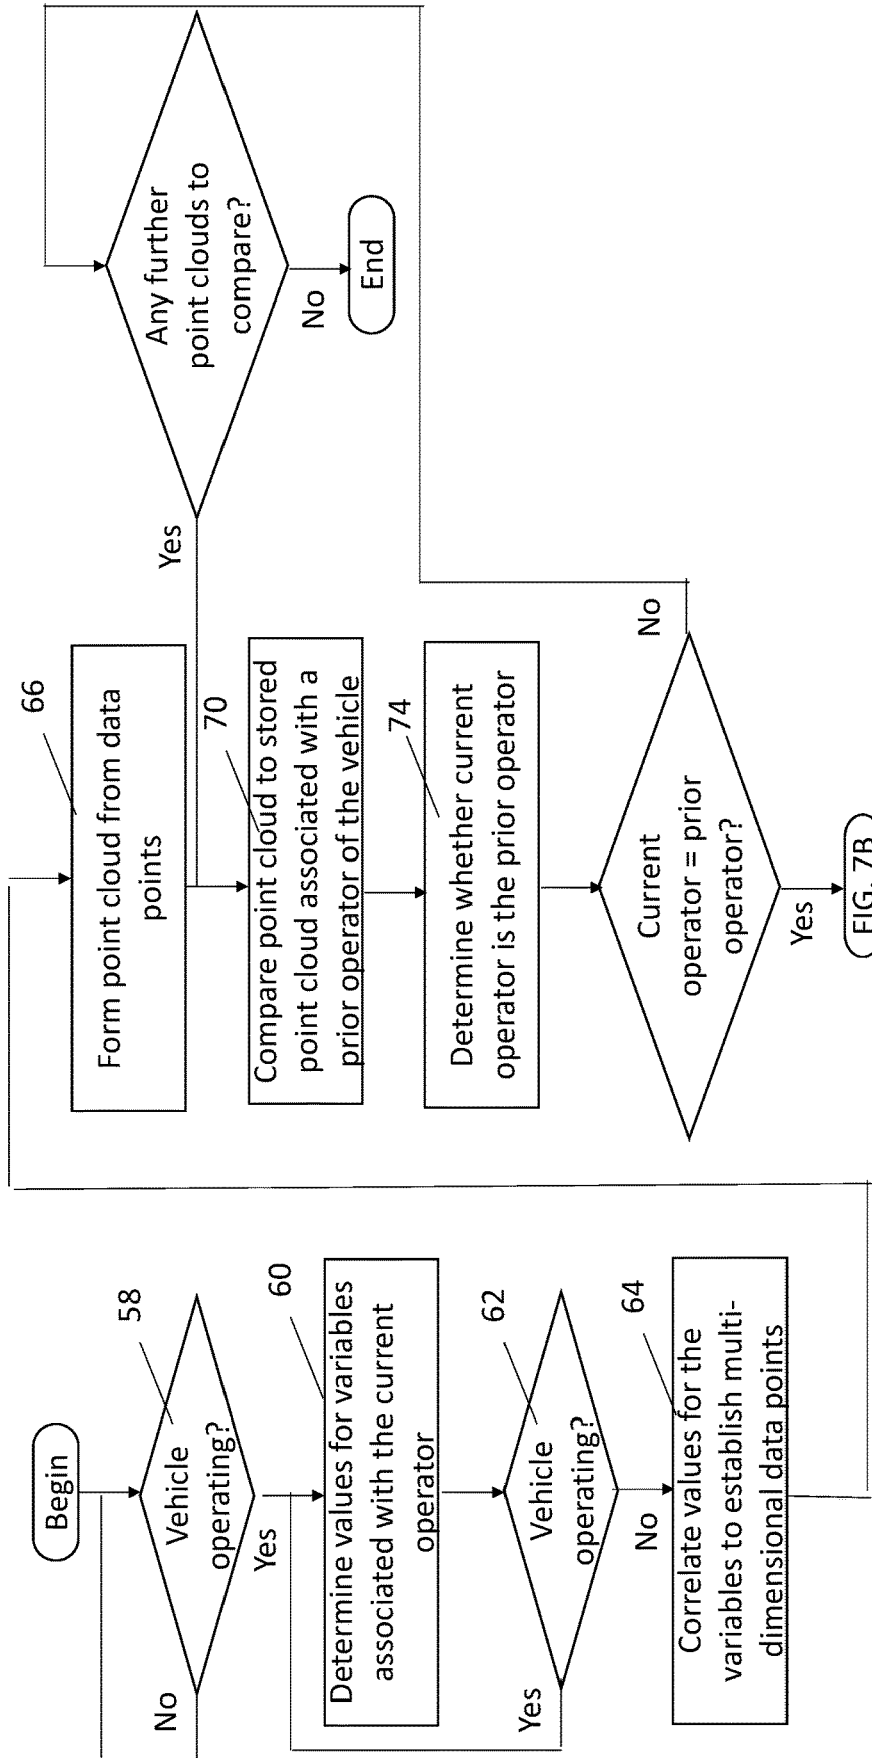 Begin
58
Vehicle
operating?
No
Yes
60
Determine values for variables
associated with the current
operator
62
Vehicle
operating?
Yes
No
64
Correlate values for the
variables to establish multi-
dimensional data points
66
Form point cloud from data
points
70
Compare point cloud to stored
point cloud associated with a
prior operator of the vehicle
74
Determine whether current
operator is the prior operator
Current
operator = prior
operator?
No
Yes
FIG. 7B
Any further
point clouds to
compare?
Yes
No
End